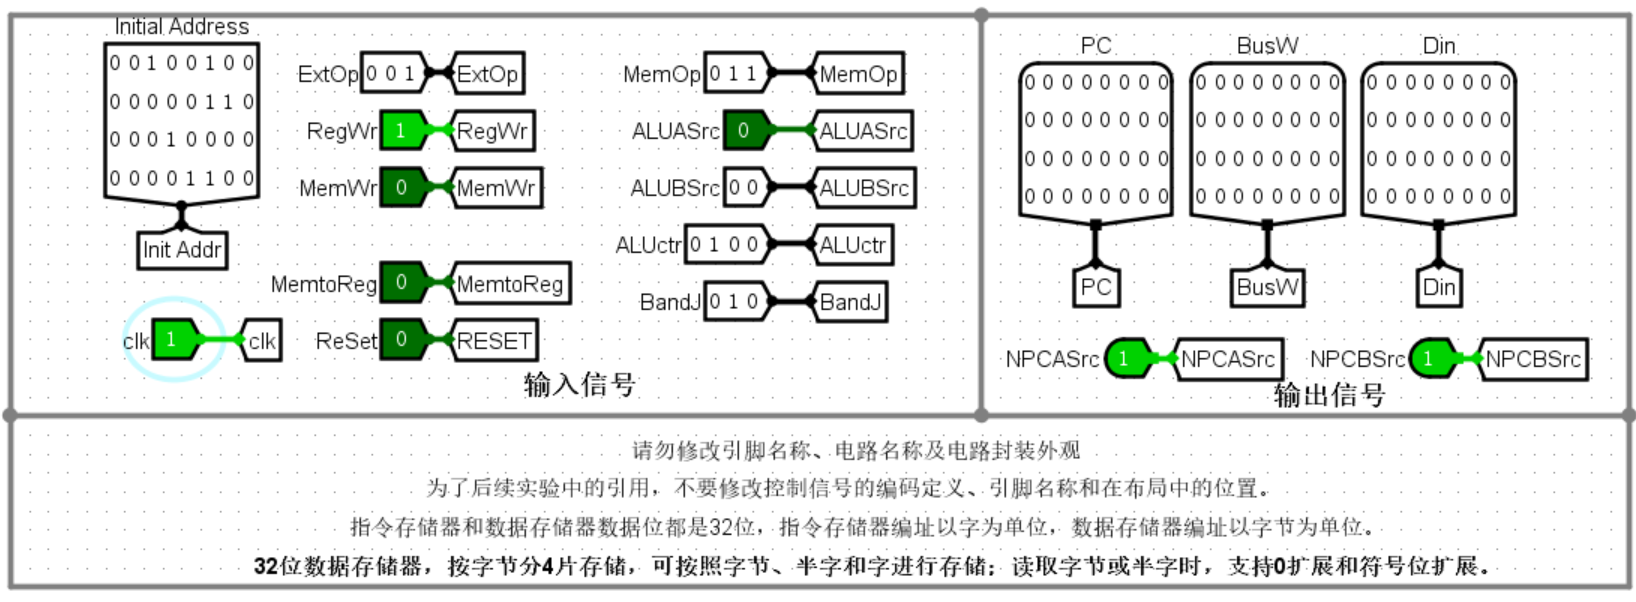 Initial Address
0 0 1 0 0 1 0 0
0 0 0 0 0 1 1 0
0 0 0 1 0 0 0 0
0 0 0 0 1 1 0 0
Init Addr
clk 1 clk
ExtOp 0 0 1 ExtOp
RegWr 1 RegWr
MemWr 0 MemWr
MemtoReg 0 MemtoReg
ReSet 0 RESET
MemOp 0 1 1 MemOp
ALUASrc 0 ALUASrc
ALUBSrc 0 0 ALUBSrc
ALUctr 0 1 0 0 ALUctr
BandJ 0 1 0 BandJ
输入信号
PC
0 0 0 0 0 0 0 0
0 0 0 0 0 0 0 0
0 0 0 0 0 0 0 0
0 0 0 0 0 0 0 0
PC
BusW
0 0 0 0 0 0 0 0
0 0 0 0 0 0 0 0
0 0 0 0 0 0 0 0
0 0 0 0 0 0 0 0
BusW
Din
0 0 0 0 0 0 0 0
0 0 0 0 0 0 0 0
0 0 0 0 0 0 0 0
0 0 0 0 0 0 0 0
Din
NPCASrc 1 NPCASrc
NPCBSrc 1 NPCBSrc
输出信号
请勿修改引脚名称、电路名称及电路封装外观
为了后续实验中的引用，不要修改控制信号的编码定义、引脚名称和在布局中的位置。
指令存储器和数据存储器数据位都是32位，指令存储器编址以字为单位，数据存储器编址以字节为单位。
32位数据存储器，按字节分4片存储，可按照字节、半字和字进行存储；读取字节或半字时，支持0扩展和符号位扩展。